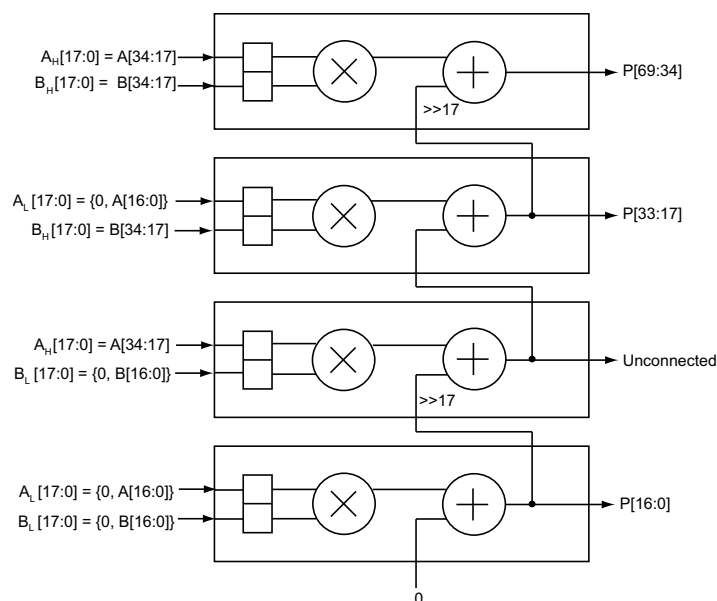 A_H[17:0] = A[34:17]
B_H[17:0] = B[34:17]
>>17
P[69:34]
A_L[17:0] = {0, A[16:0]}
B_H[17:0] = B[34:17]
P[33:17]
A_H[17:0] = A[34:17]
B_L[17:0] = {0, B[16:0]}
>>17
Unconnected
A_L[17:0] = {0, A[16:0]}
B_L[17:0] = {0, B[16:0]}
P[16:0]
0